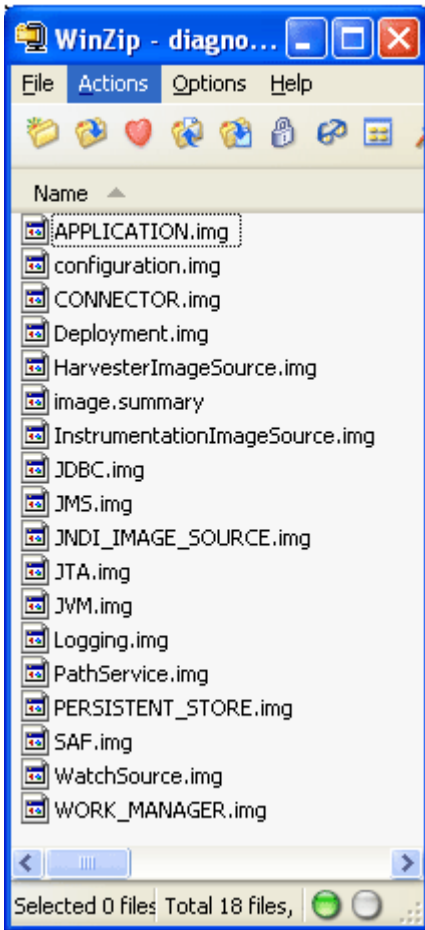 WinZip - diagno...
File Actions Options Help
Name
APPLICATION.img
configuration.img
CONNECTOR.img
Deployment.img
HarvesterImageSource.img
image.summary
InstrumentationImageSource.img
JDBC.img
JMS.img
JNDI_IMAGE_SOURCE.img
JTA.img
JVM.img
Logging.img
PathService.img
PERSISTENT_STORE.img
SAF.img
WatchSource.img
WORK_MANAGER.img
Selected 0 files Total 18 files,